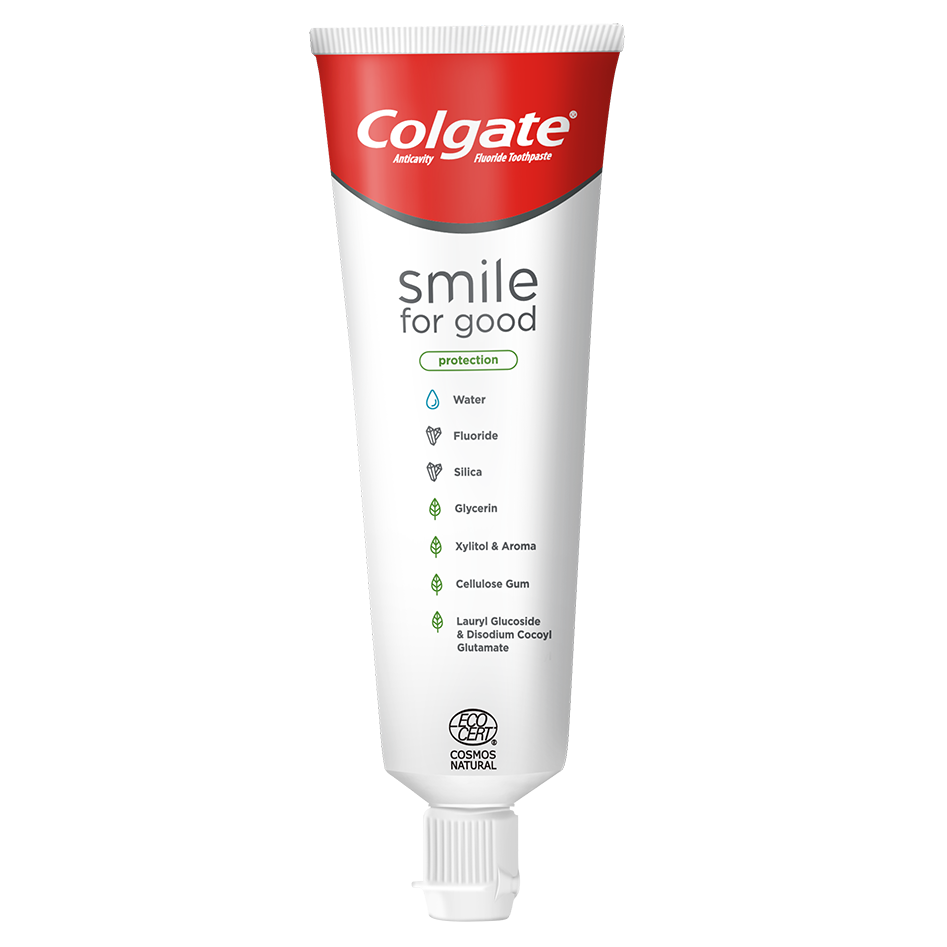 Colgate®
Anticavity Fluoride Toothpaste
smile
for good
protection
Water
Fluoride
Silica
Glycerin
Xylitol & Aroma
Cellulose Gum
Lauryl Glucoside
& Disodium Cocoyl
Glutamate
ECO
CERT®
COSMOS
NATURAL